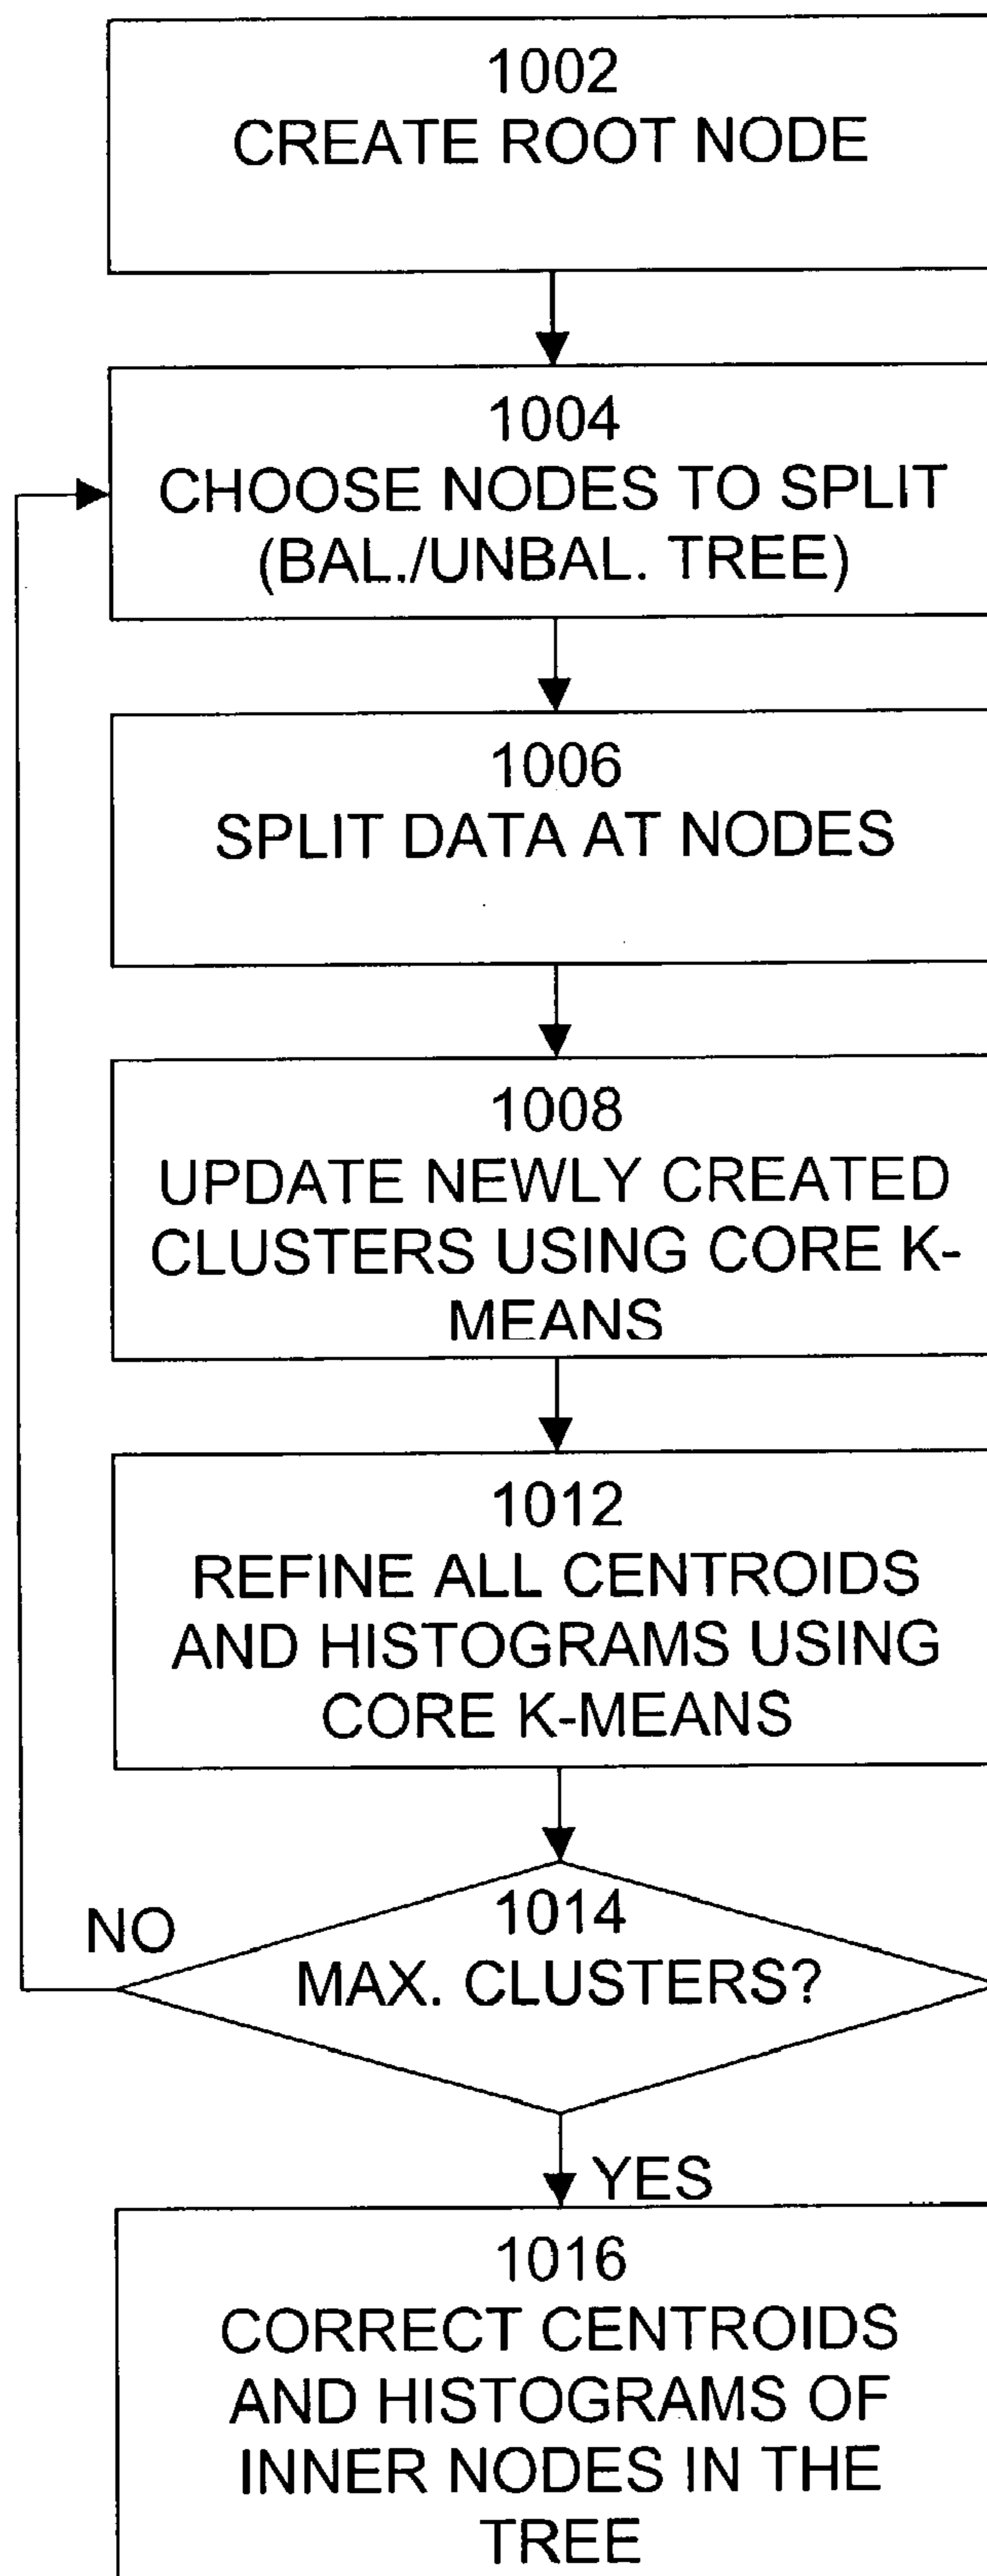 1002
CREATE ROOT NODE
1004
CHOOSE NODES TO SPLIT
(BAL./UNBAL. TREE)
1006
SPLIT DATA AT NODES
1008
UPDATE NEWLY CREATED
CLUSTERS USING CORE K-
MEANS
1012
REFINE ALL CENTROIDS
AND HISTOGRAMS USING
CORE K-MEANS
NO
1014
MAX. CLUSTERS?
YES
1016
CORRECT CENTROIDS
AND HISTOGRAMS OF
INNER NODES IN THE
TREE